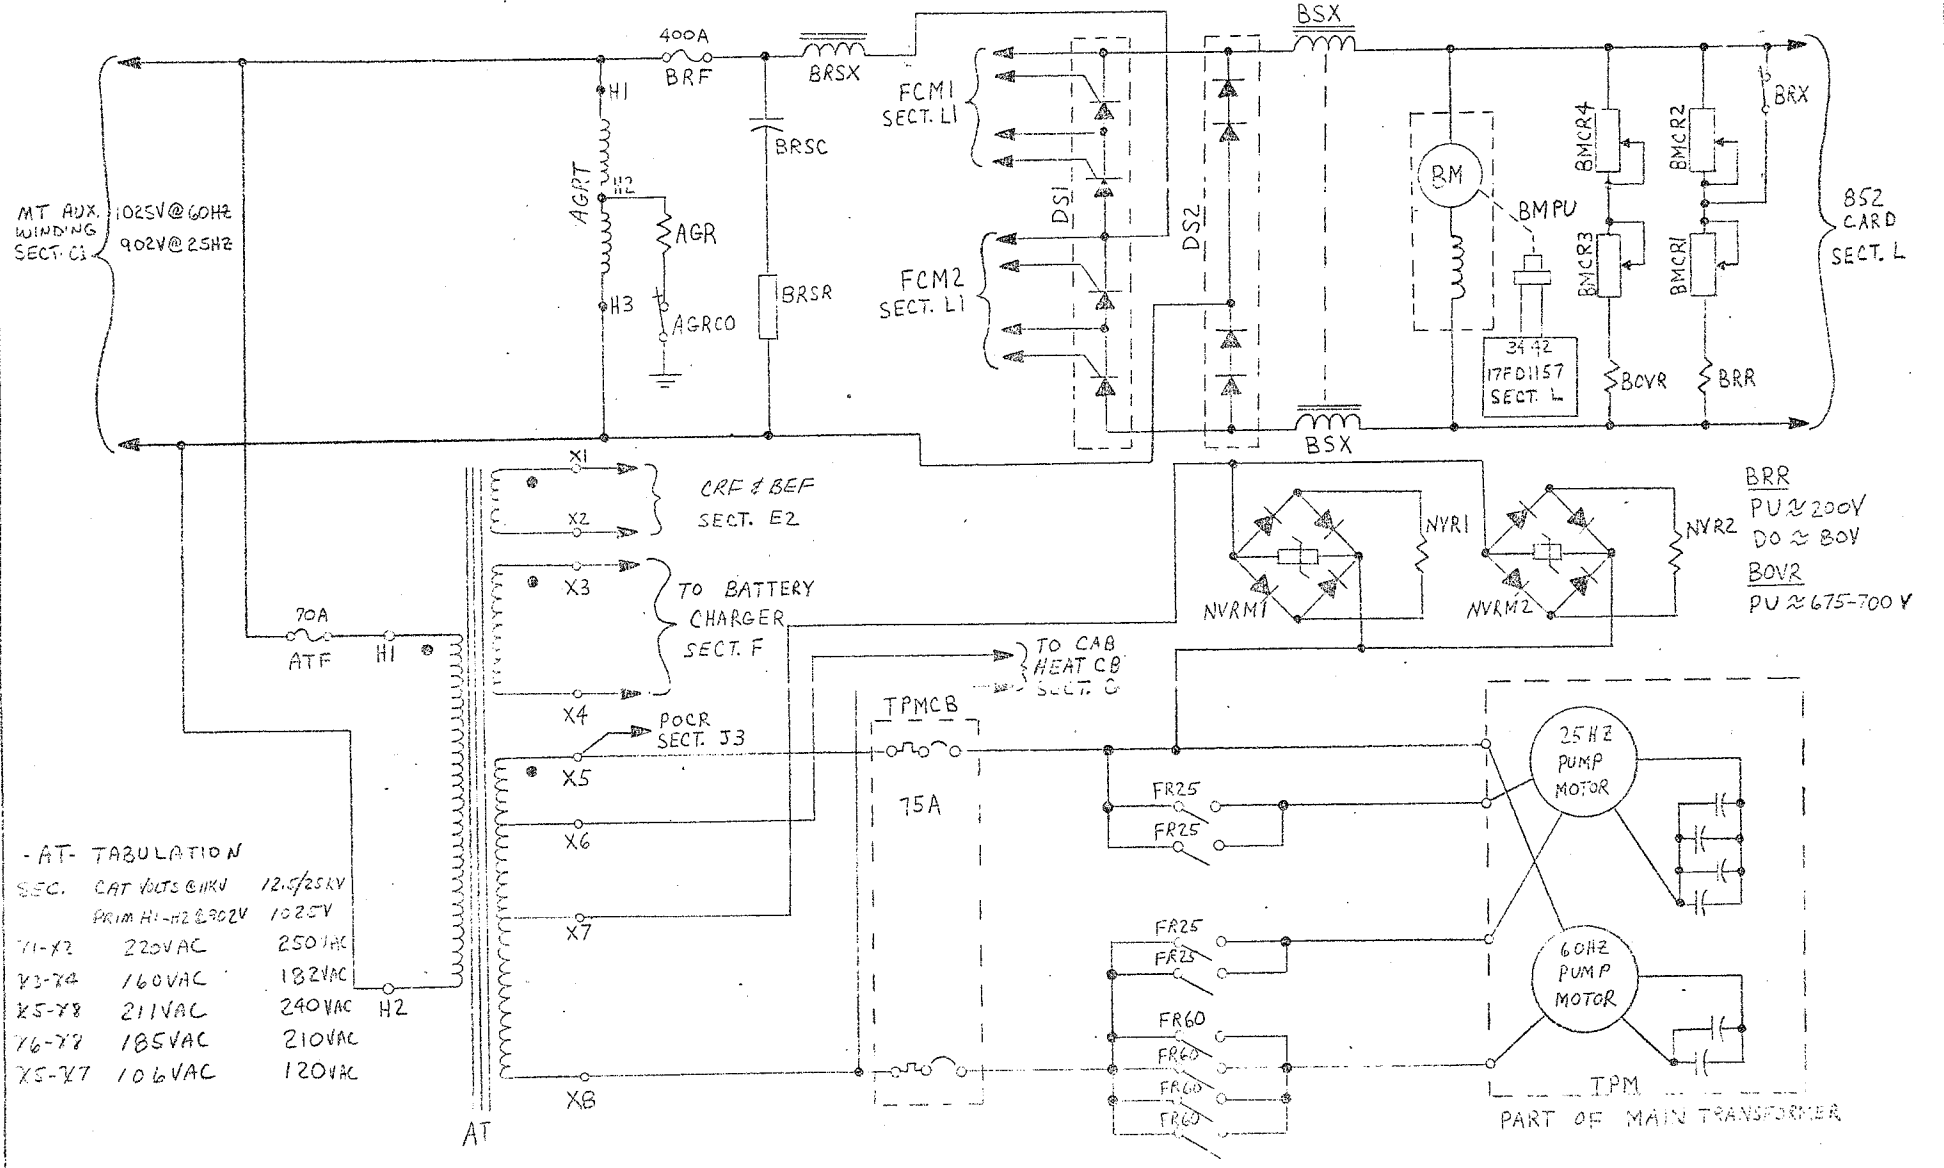 BSX
400A
BRF
BRSX
H1
BRSC
FCM1
SECT. L1
DS1
DS2
BMCR4
BMCR2
BRX
AGRT
H2
BM
BMPU
MT AUX.
WINDING
SECT. C1
1025V@60HZ
902V@25HZ
AGR
852
CARD
SECT. L
H3
AGRCO
BRSR
FCM2
SECT. L1
BMCR3
BMCR1
34 42
17FD1157
SECT. L
BOVR
BRR
BSX
X1
X2
CRF & BEF
SECT. E2
NVR1
NVR2
BRR
PU ≈ 200V
DO ≈ 80V
BOVR
PU ≈ 675-700V
X3
TO BATTERY
CHARGER
SECT. F
NVRM1
NVRM2
70A
ATF
H1
TO CAB
HEAT CB
SECT. G
X4
POCR
SECT. J3
TPMCB
X5
75A
25HZ
PUMP
MOTOR
FR25
FR25
X6
-AT- TABULATION
SEC. CAT VOLTS @ 11KV 12.5/25KV
PRIM H1-H2 @ 902V 1025V
X1-X2 220VAC 250VAC
X3-X4 160VAC 182VAC
X5-X8 211VAC 240VAC
X6-X8 185VAC 210VAC
X5-X7 106VAC 120VAC
H2
X7
FR25
FR25
60HZ
PUMP
MOTOR
FR60
FR60
FR60
FR60
X8
AT
TPM
PART OF MAIN TRANSFORMER